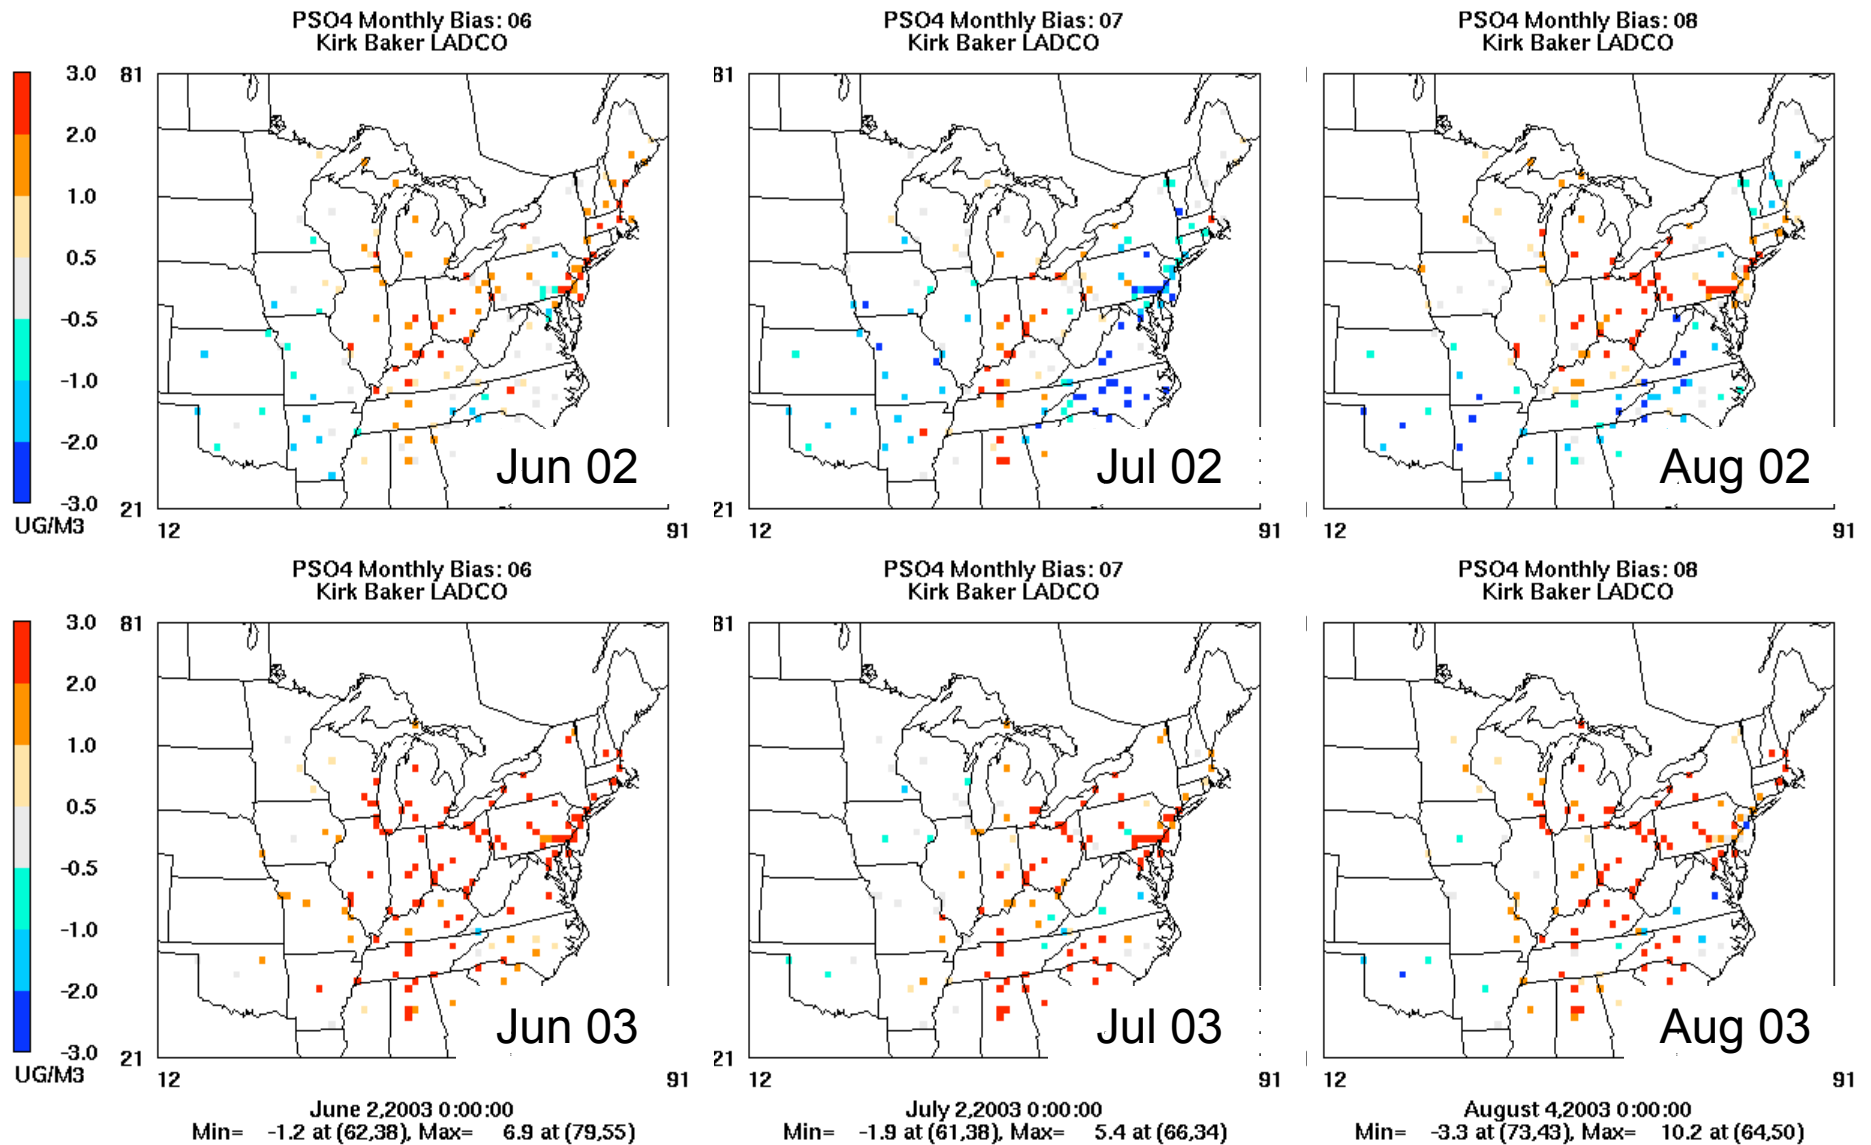 PSO4 Monthly Bias: 06
Kirk Baker LADCO
PSO4 Monthly Bias: 07
Kirk Baker LADCO
PSO4 Monthly Bias: 08
Kirk Baker LADCO
3.0
2.0
1.0
0.5
-0.5
-1.0
-2.0
-3.0
UG/M3
81
21
12
91
Jun 02
81
21
12
91
Jul 02
81
21
12
91
Aug 02
PSO4 Monthly Bias: 06
Kirk Baker LADCO
PSO4 Monthly Bias: 07
Kirk Baker LADCO
PSO4 Monthly Bias: 08
Kirk Baker LADCO
3.0
2.0
1.0
0.5
-0.5
-1.0
-2.0
-3.0
UG/M3
81
21
12
91
Jun 03
81
21
12
91
Jul 03
81
21
12
91
Aug 03
June 2,2003 0:00:00
Min= -1.2 at (62,38), Max= 6.9 at (79,55)
July 2,2003 0:00:00
Min= -1.9 at (61,38), Max= 5.4 at (66,34)
August 4,2003 0:00:00
Min= -3.3 at (73,43), Max= 10.2 at (64,50)